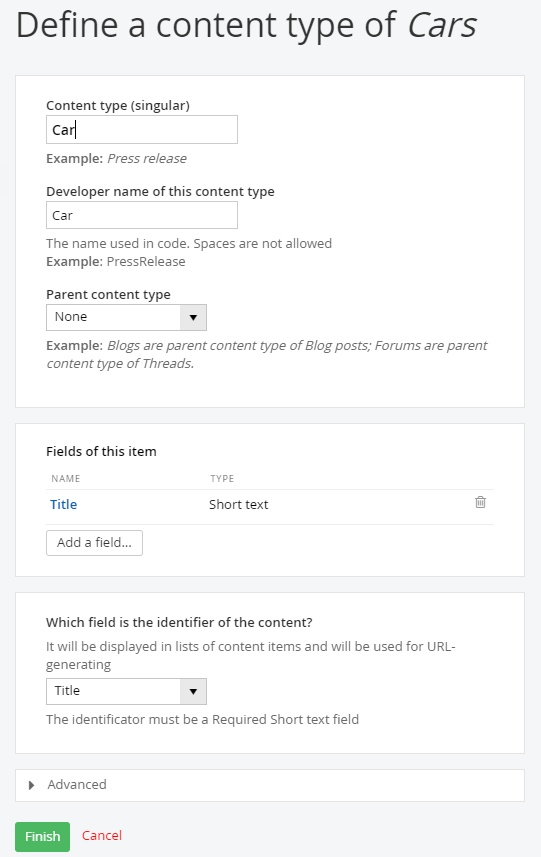 Define a content type of Cars
Content type (singular)
Car
Example: Press release
Developer name of this content type
Car
The name used in code. Spaces are not allowed
Example: PressRelease
Parent content type
None
Example: Blogs are parent content type of Blog posts; Forums are parent
content type of Threads.
Fields of this item
NAME TYPE
Title Short text
Add a field...
Which field is the identifier of the content?
It will be displayed in lists of content items and will be used for URL-
generating
Title
The identificator must be a Required Short text field
Advanced
Finish Cancel